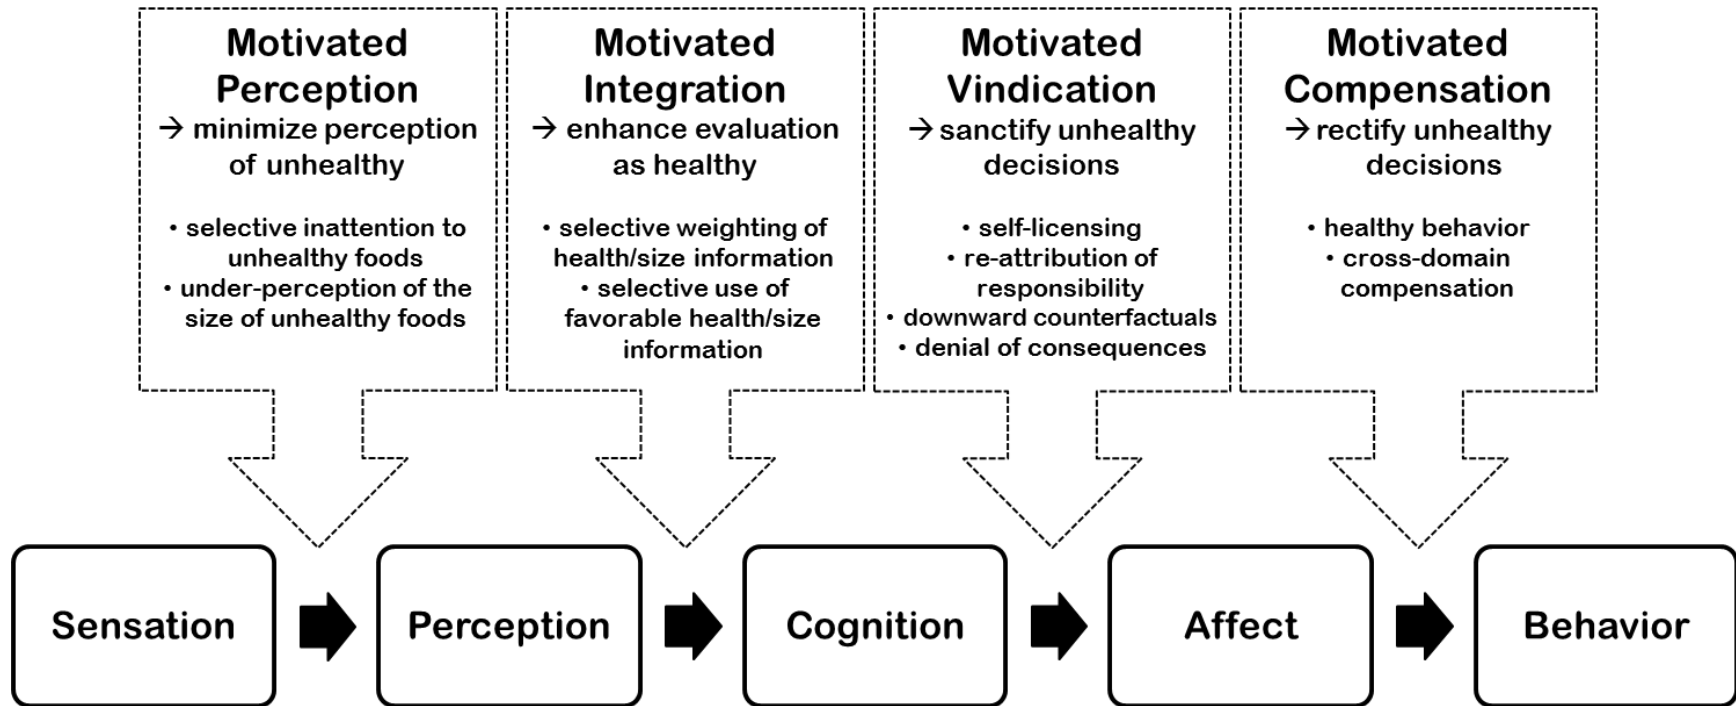 Motivated
Perception
→ minimize perception
of unhealthy
• selective inattention to
unhealthy foods
• under-perception of the
size of unhealthy foods
Motivated
Integration
→ enhance evaluation
as healthy
• selective weighting of
health/size information
• selective use of
favorable health/size
information
Motivated
Vindication
→ sanctify unhealthy
decisions
• self-licensing
• re-attribution of
responsibility
• downward counterfactuals
• denial of consequences
Motivated
Compensation
→ rectify unhealthy
decisions
• healthy behavior
• cross-domain
compensation
Sensation
Perception
Cognition
Affect
Behavior